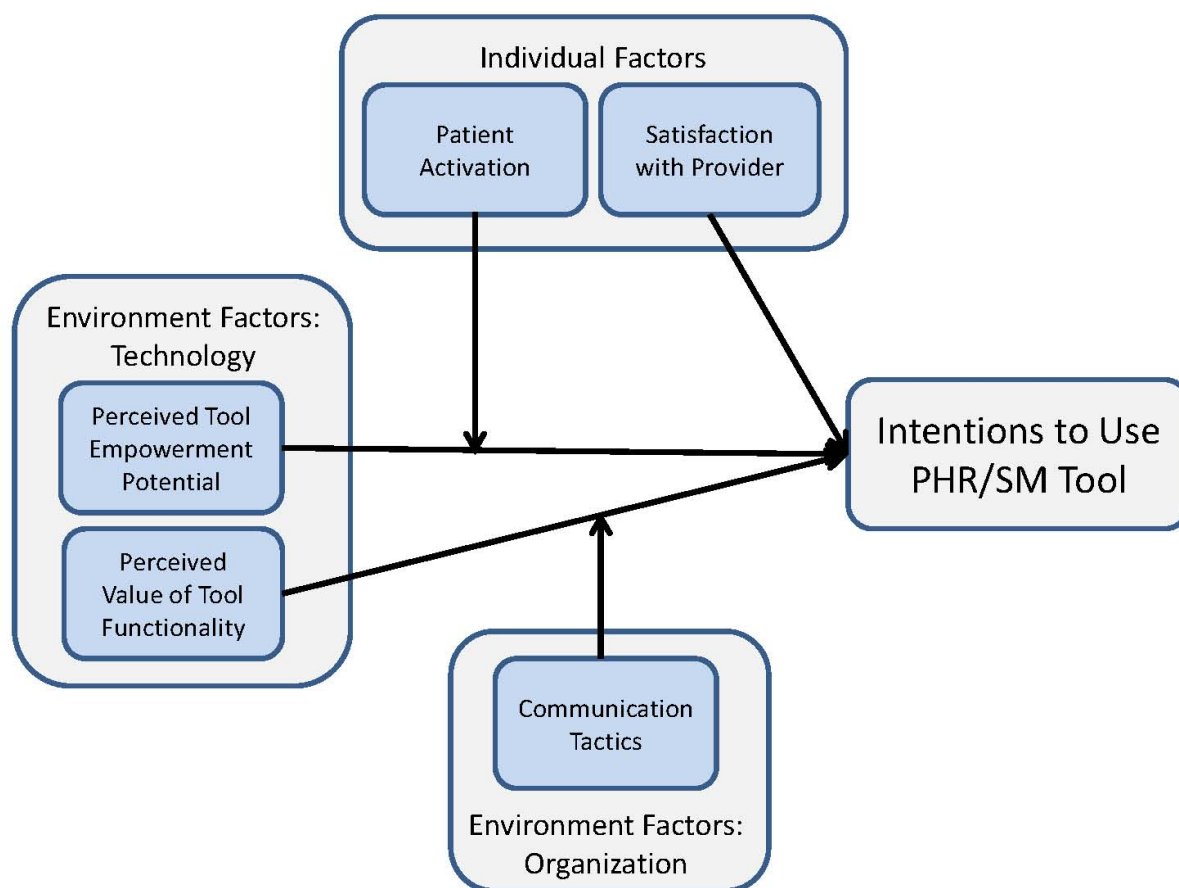 Individual Factors
Patient
Activation
Satisfaction
with Provider
Environment Factors:
Technology
Perceived Tool
Empowerment
Potential
Perceived
Value of Tool
Functionality
Intentions to Use
PHR/SM Tool
Communication
Tactics
Environment Factors:
Organization